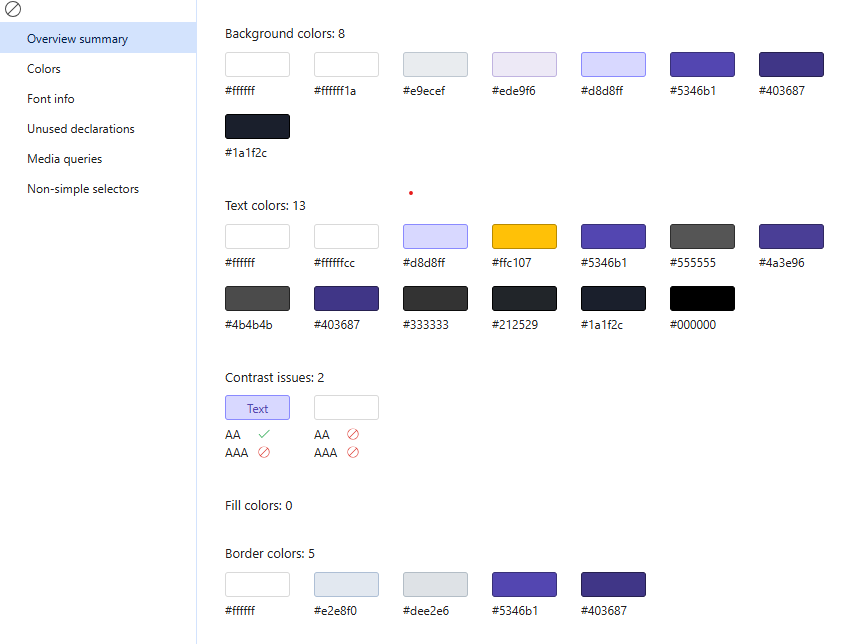 Overview summary
Colors
Font info
Unused declarations
Media queries
Non-simple selectors
Background colors: 8
#ffffff #ffffff1a #e9ecef #ede9f6 #d8d8ff #5346b1 #403687
#1a1f2c
Text colors: 13
#ffffff #ffffffcc #d8d8ff #ffc107 #5346b1 #555555 #4a3e96
#4b4b4b #403687 #333333 #212529 #1a1f2c #000000
Contrast issues: 2
Text
AA AA
AAA AAA
Fill colors: 0
Border colors: 5
#ffffff #e2e8f0 #dee2e6 #5346b1 #403687